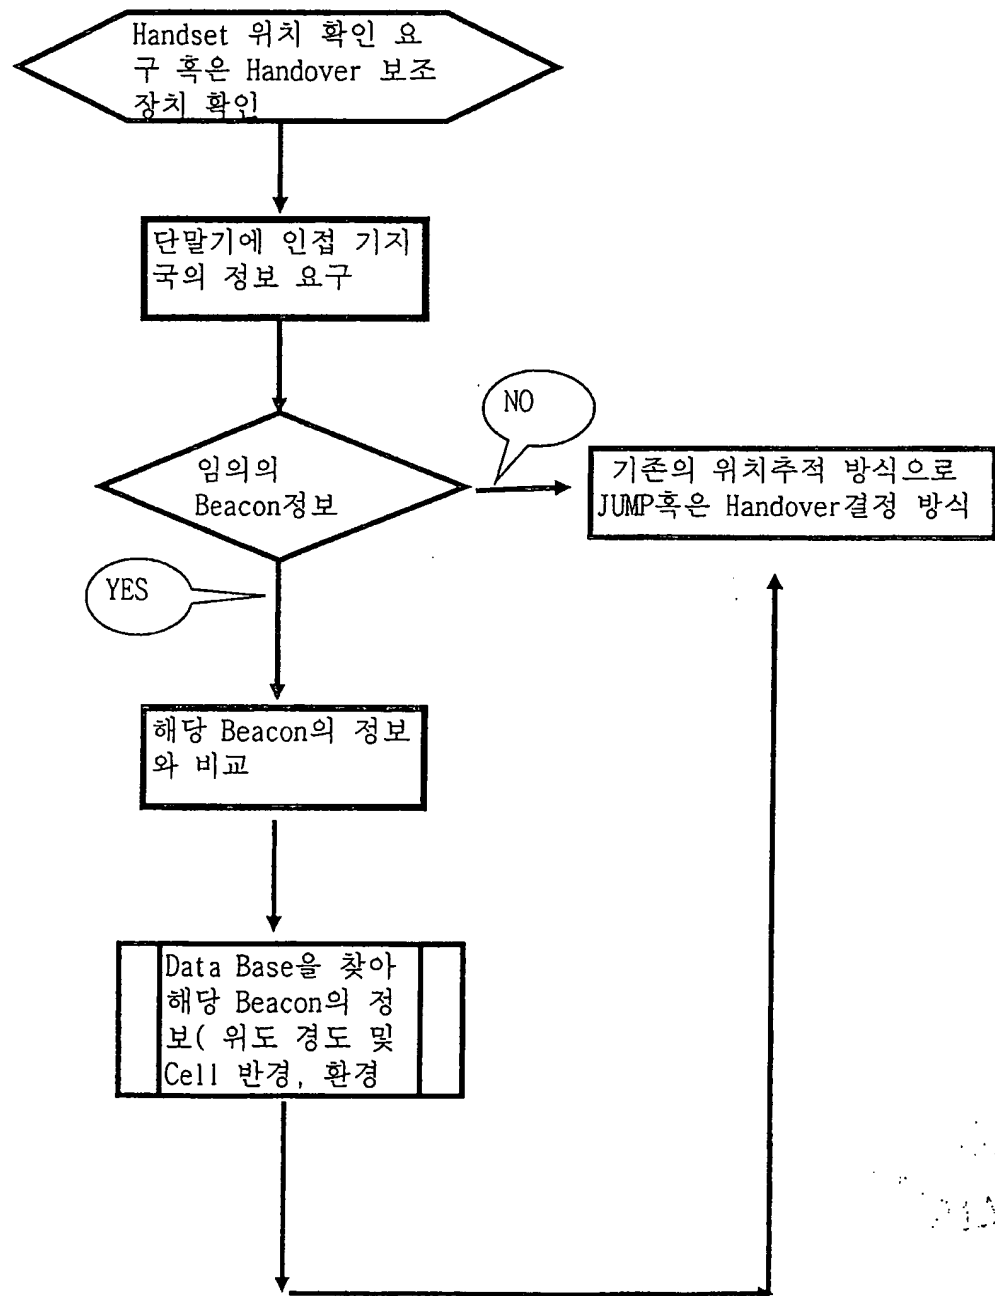 Handset 위치 확인 요
구 혹은 Handover 보조
장치 확인
단말기에 인접 기지
국의 정보 요구
임의의
Beacon정보
NO
기존의 위치추적 방식으로
JUMP혹은 Handover결정 방식
YES
해당 Beacon의 정보
와 비교
Data Base을 찾아
해당 Beacon의 정
보( 위도 경도 및
Cell 반경, 환경